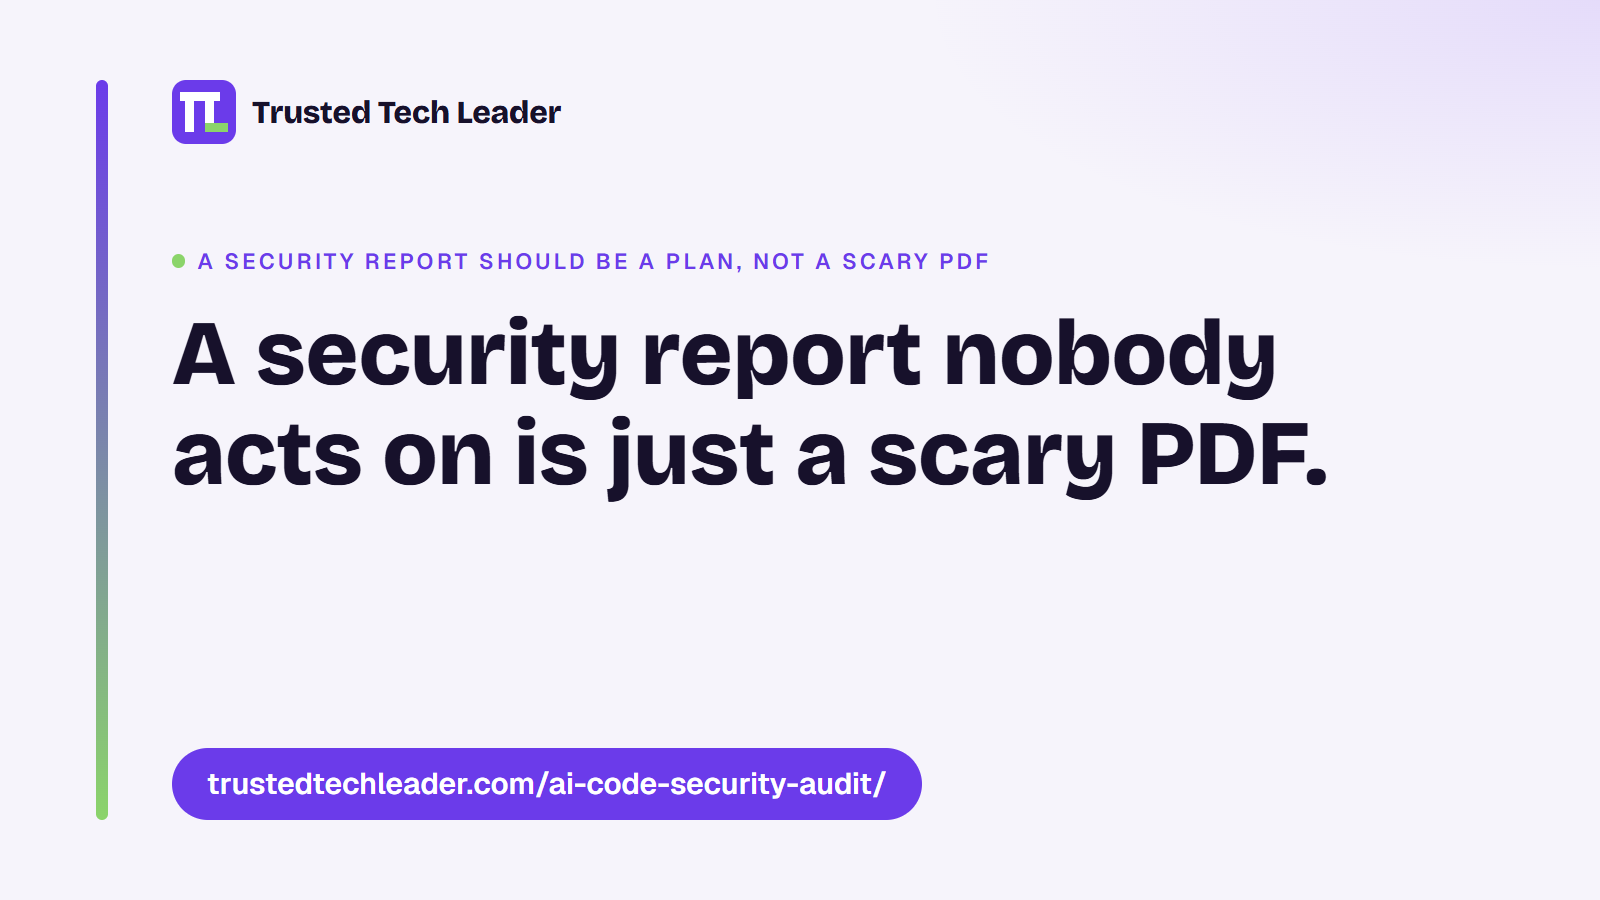 TL
Trusted Tech Leader
A SECURITY REPORT SHOULD BE A PLAN, NOT A SCARY PDF
A security report nobody
acts on is just a scary PDF.
trustedtechleader.com/ai-code-security-audit/